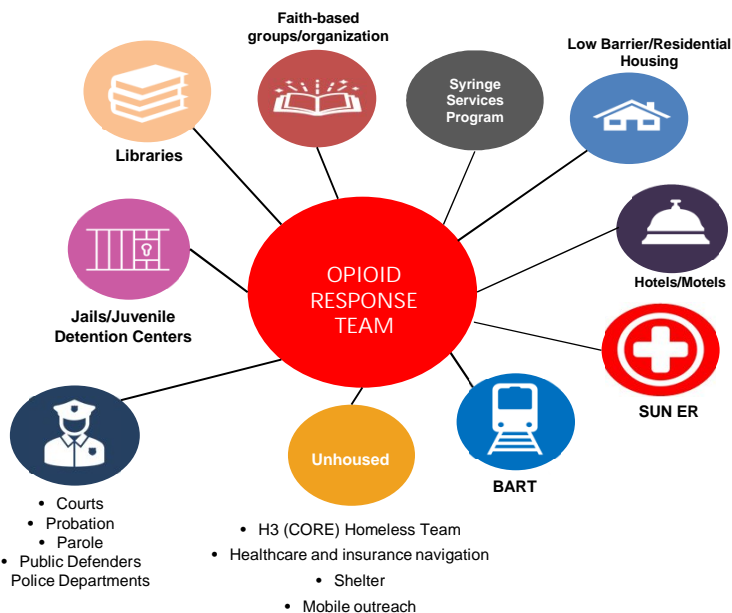 Faith-based
groups/organization
Low Barrier/Residential
Housing
Syringe
Services
Program
Libraries
Hotels/Motels
OPIOID
RESPONSE
TEAM
Jails/Juvenile
Detention Centers
SUN ER
Unhoused
BART
• Courts
• Probation
• Parole
• Public Defenders
Police Departments
• H3 (CORE) Homeless Team
• Healthcare and insurance navigation
• Shelter
• Mobile outreach